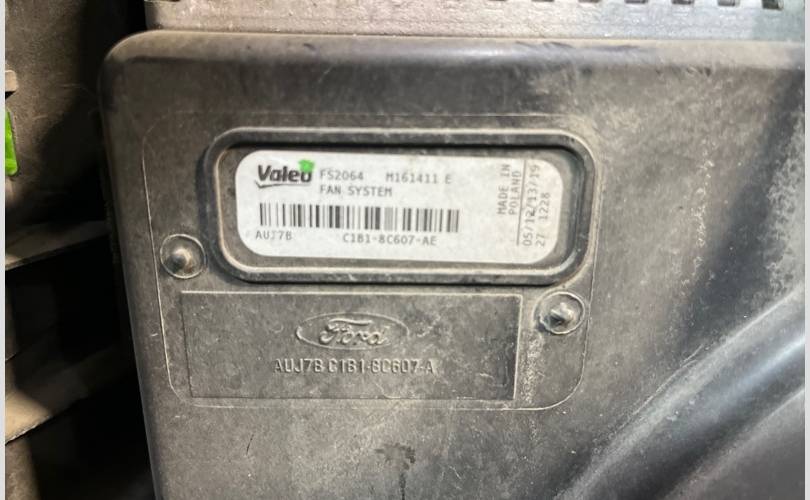 Valeo FS2064 M161411 E
FAN SYSTEM
AUJ7B C1B1-8C607-AE
MADE IN
POLAND
05/12/13/19
27 1228
Ford
AUJ7B C1B1-8C607-A